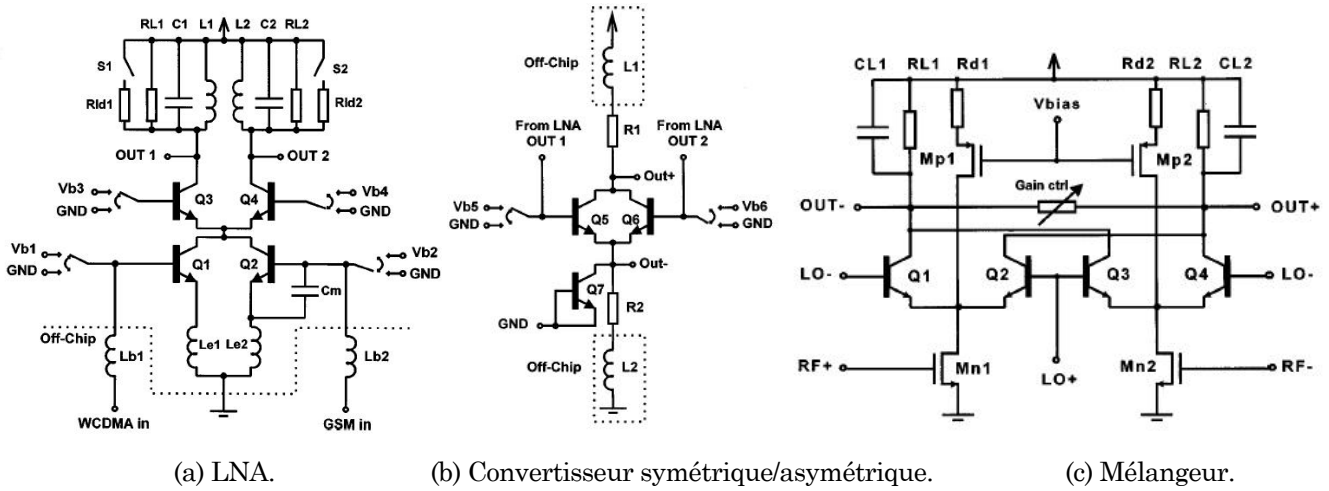 RL1 C1 L1 L2 C2 RL2
S1 S2
Rld1 Rld2
OUT 1 OUT 2
Vb3 Q3 Q4 Vb4
GND GND
Vb1 Q1 Q2 Vb2
GND GND
Cm
Off-Chip Le1 Le2
Lb1 Lb2
WCDMA in GSM in
(a) LNA.
Off-Chip L1
R1
From LNA From LNA
OUT 1 OUT 2
Out+
Vb5 Q5 Q6 Vb6
GND GND
Out-
Q7 R2
GND
Off-Chip L2
(b) Convertisseur symétrique/asymétrique.
CL1 RL1 Rd1 Rd2 RL2 CL2
Vbias
Mp1 Mp2
Gain ctrl
OUT- OUT+
LO- Q1 Q2 Q3 Q4 LO-
RF+ Mn1 LO+ Mn2 RF-
(c) Mélangeur.